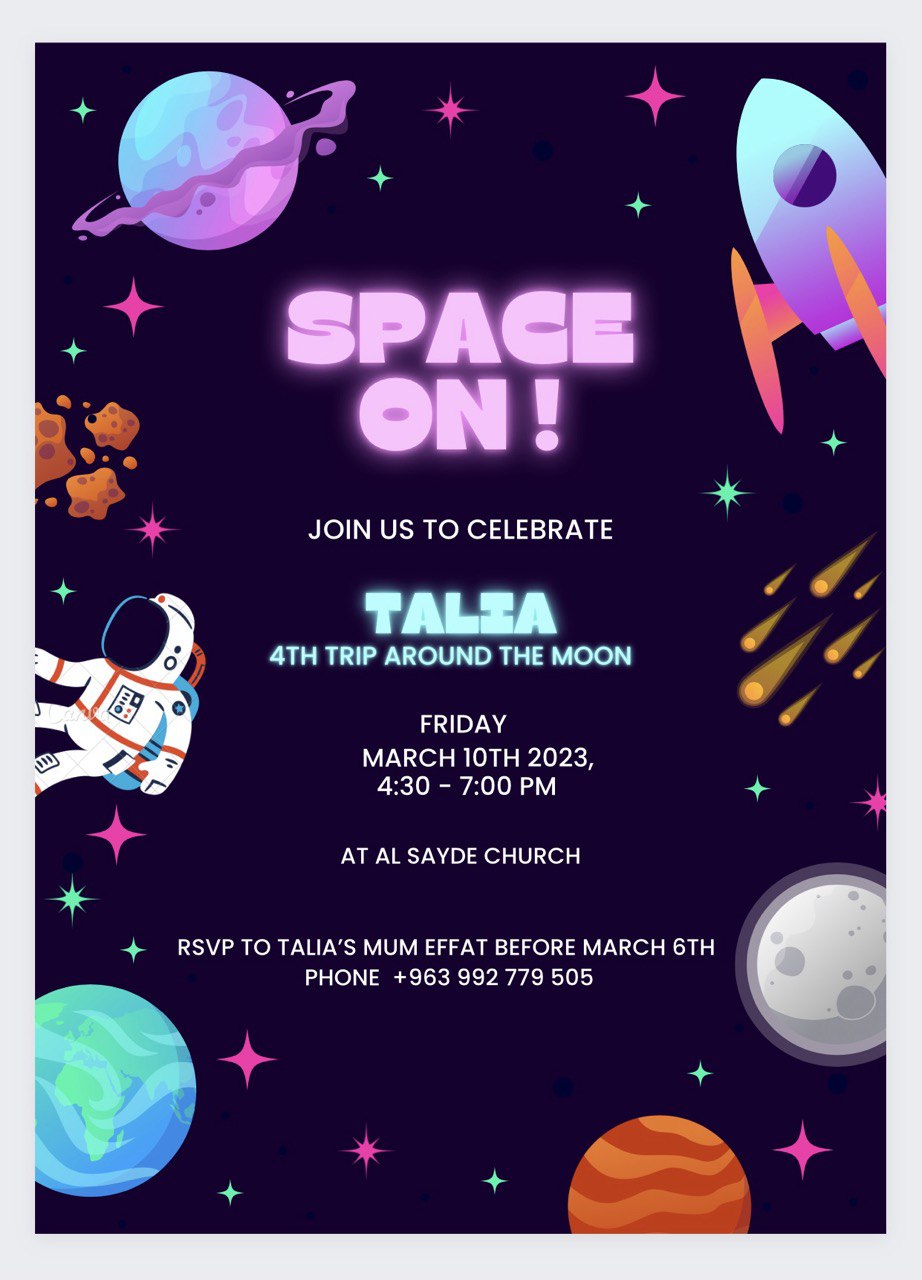 SPACE
ON !
JOIN US TO CELEBRATE
TALIA
4TH TRIP AROUND THE MOON
FRIDAY
MARCH 10TH 2023,
4:30 - 7:00 PM
Canva
AT AL SAYDE CHURCH
RSVP TO TALIA'S MUM EFFAT BEFORE MARCH 6TH
PHONE +963 992 779 505